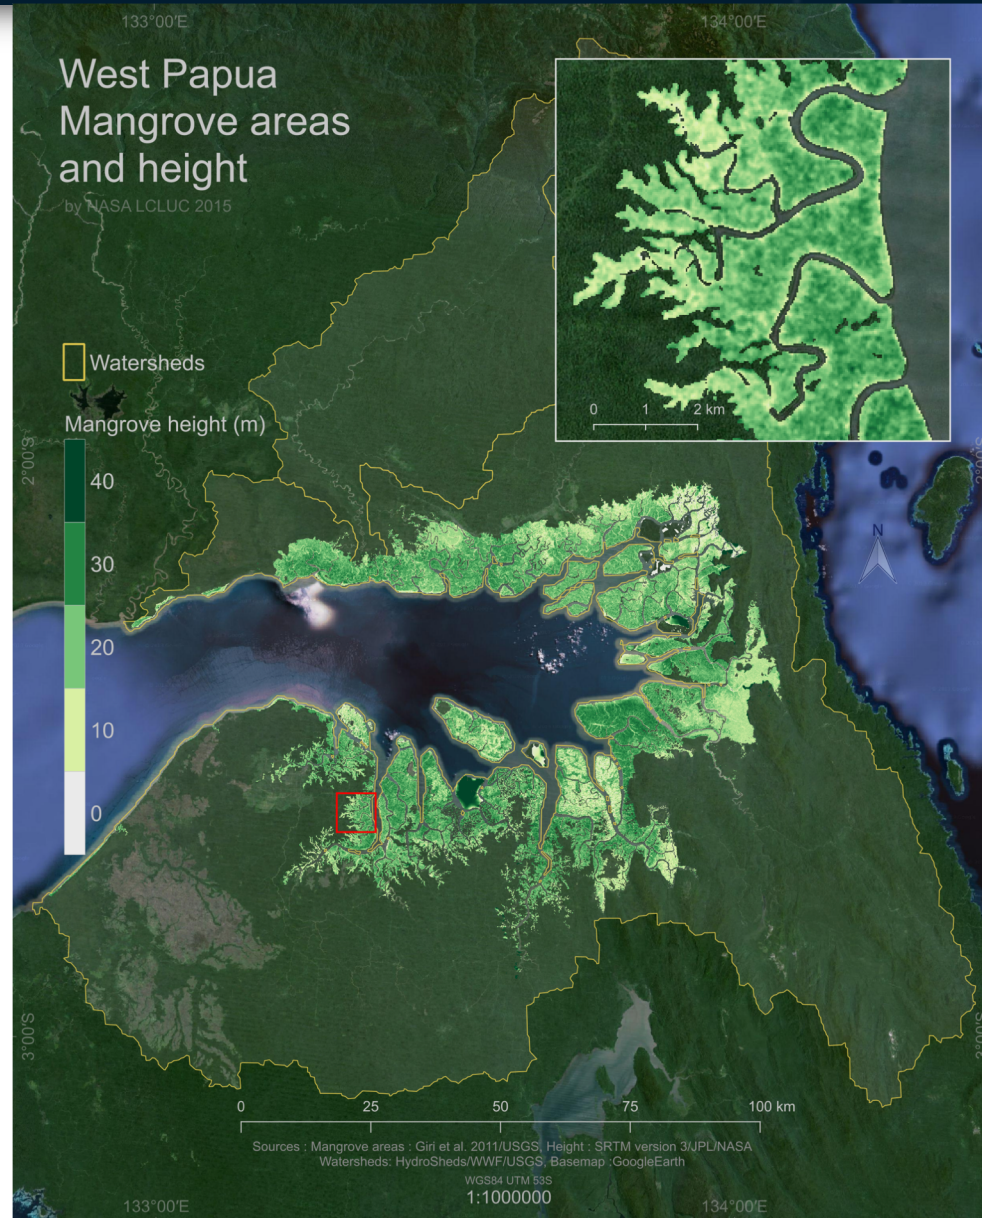 133°00'E
134°00'E
West Papua
Mangrove areas
and height
by NASA LCLUC 2015
0 1 2 km
Watersheds
Mangrove height (m)
40
30
20
10
0
2°00'S
N
3°00'S
3°00'S
0 25 50 75 100 km
Sources : Mangrove areas : Giri et al. 2011/USGS, Height : SRTM version 3/JPL/NASA
Watersheds: HydroSheds/WWF/USGS, Basemap :GoogleEarth
WGS84 UTM 53S
1:1000000
133°00'E
134°00'E